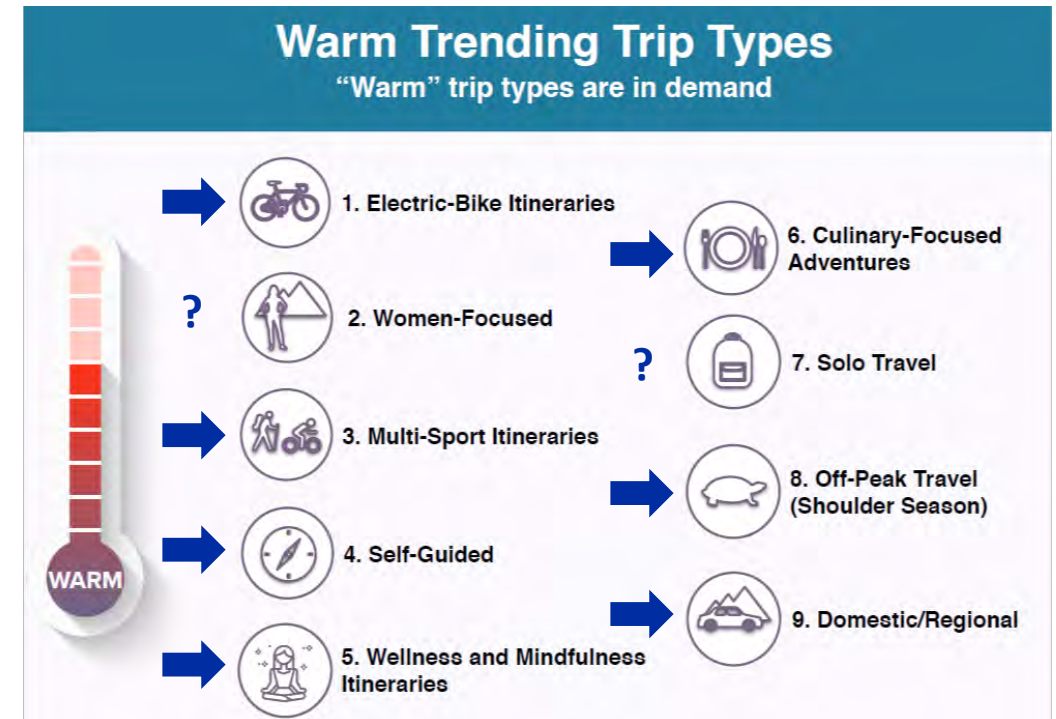 Warm Trending Trip Types
“Warm” trip types are in demand
WARM
1. Electric-Bike Itineraries
?
2. Women-Focused
3. Multi-Sport Itineraries
4. Self-Guided
5. Wellness and Mindfulness
Itineraries
6. Culinary-Focused
Adventures
?
7. Solo Travel
8. Off-Peak Travel
(Shoulder Season)
9. Domestic/Regional